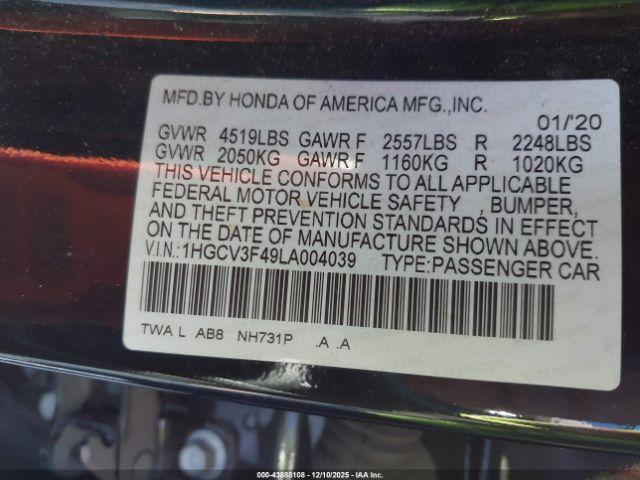 MFD.BY HONDA OF AMERICA MFG.,INC.
01/'20
GVWR 4519LBS GAWR F 2557LBS R 2248LBS
GVWR 2050KG GAWR F 1160KG R 1020KG
THIS VEHICLE CONFORMS TO ALL APPLICABLE
FEDERAL MOTOR VEHICLE SAFETY , BUMPER,
AND THEFT PREVENTION STANDARDS IN EFFECT
ON THE DATE OF MANUFACTURE SHOWN ABOVE.
V.I.N.:1HGCV3F49LA004039 TYPE:PASSENGER CAR
TWA L AB8 NH731P .A .A
000-43888108 - 12/10/2025 - IAA Inc.